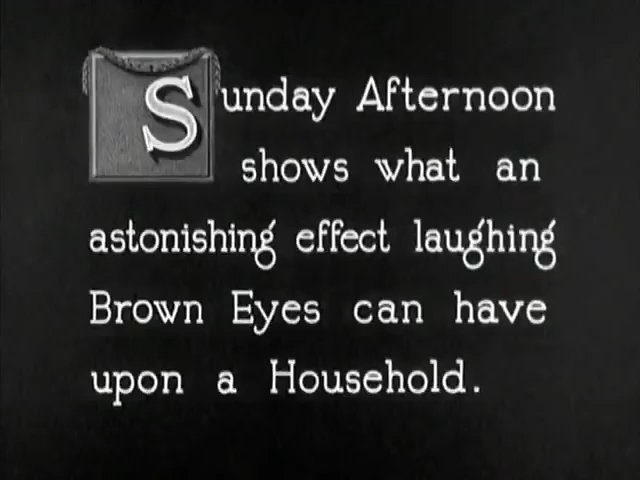 Sunday Afternoon
shows what an
astonishing effect laughing
Brown Eyes can have
upon a Household.